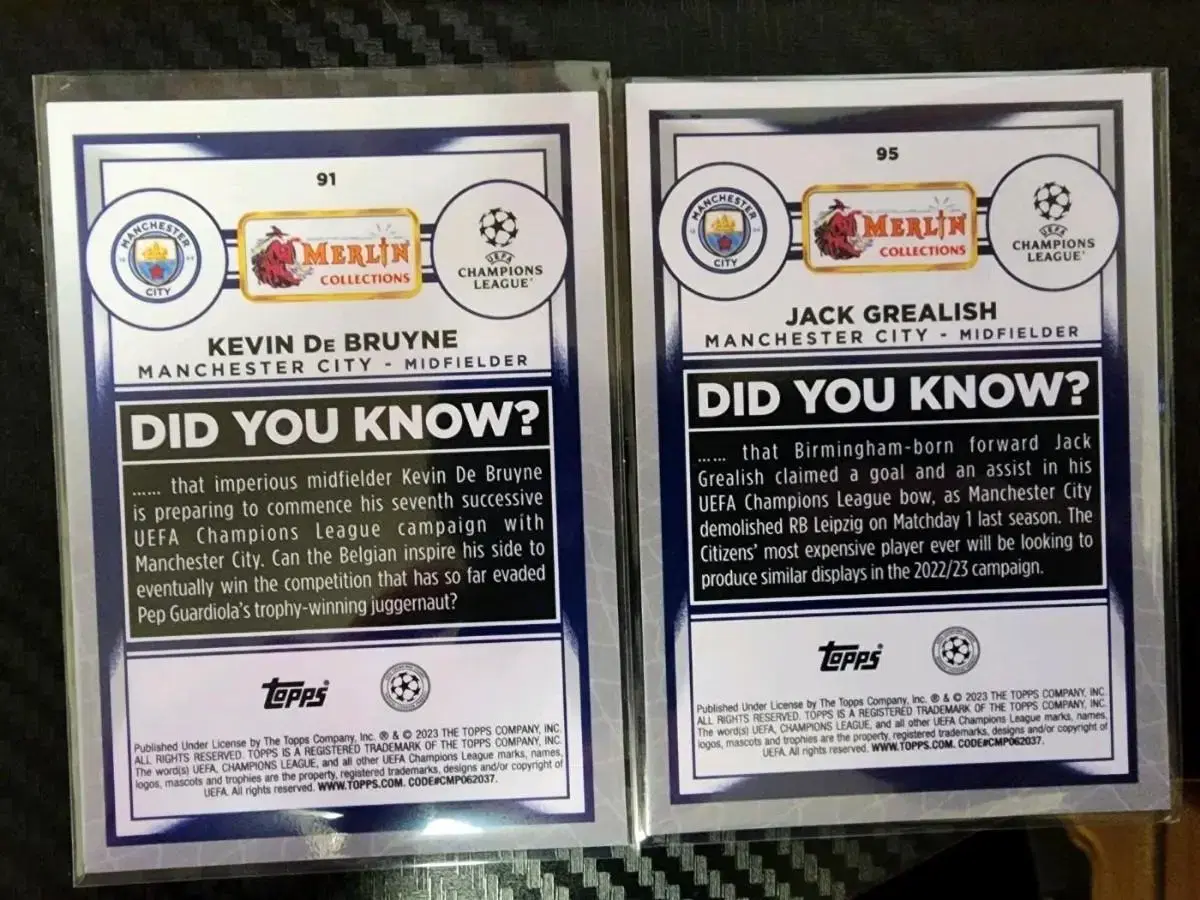 91
MANCHESTER
CITY
MERLIN
COLLECTIONS
UEFA
CHAMPIONS
LEAGUE
KEVIN DE BRUYNE
MANCHESTER CITY - MIDFIELDER
DID YOU KNOW?
...... that imperious midfielder Kevin De Bruyne
is preparing to commence his seventh successive
UEFA Champions League campaign with
Manchester City. Can the Belgian inspire his side to
eventually win the competition that has so far evaded
Pep Guardiola's trophy-winning juggernaut?
Topps®
Published Under License by The Topps Company, Inc. ® & © 2023 THE TOPPS COMPANY, INC.
ALL RIGHTS RESERVED. TOPPS IS A REGISTERED TRADEMARK OF THE TOPPS COMPANY, INC.
The word(s) UEFA, CHAMPIONS LEAGUE, and all other UEFA Champions League marks, names,
logos, mascots and trophies are the property, registered trademarks, designs and/or copyright of
UEFA. All rights reserved. WWW.TOPPS.COM. CODE#CMP062037.
95
MANCHESTER
CITY
MERLIN
COLLECTIONS
UEFA
CHAMPIONS
LEAGUE
JACK GREALISH
MANCHESTER CITY - MIDFIELDER
DID YOU KNOW?
...... that Birmingham-born forward Jack
Grealish claimed a goal and an assist in his
UEFA Champions League bow, as Manchester City
demolished RB Leipzig on Matchday 1 last season. The
Citizens' most expensive player ever will be looking to
produce similar displays in the 2022/23 campaign.
Topps®
Published Under License by The Topps Company, Inc. ® & © 2023 THE TOPPS COMPANY, INC.
ALL RIGHTS RESERVED. TOPPS IS A REGISTERED TRADEMARK OF THE TOPPS COMPANY, INC.
The word(s) UEFA, CHAMPIONS LEAGUE, and all other UEFA Champions League marks, names,
logos, mascots and trophies are the property, registered trademarks, designs and/or copyright of
UEFA. All rights reserved. WWW.TOPPS.COM. CODE#CMP062037.